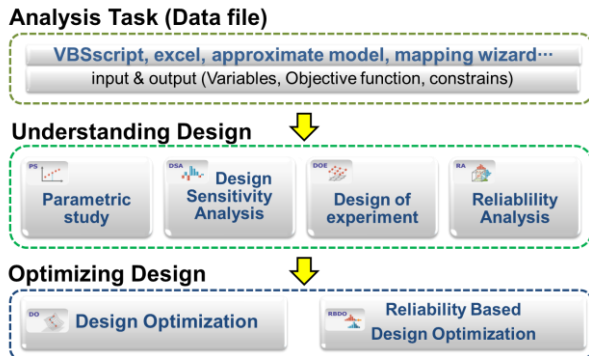 Analysis Task (Data file)
VBSscript, excel, approximate model, mapping wizard···
input & output (Variables, Objective function, constrains)
Understanding Design
PS
Parametric
study
DSA
Design
Sensitivity
Analysis
DOE
Design of
experiment
RA
Reliablility
Analysis
Optimizing Design
DO
Design Optimization
RBDO
Reliability Based
Design Optimization